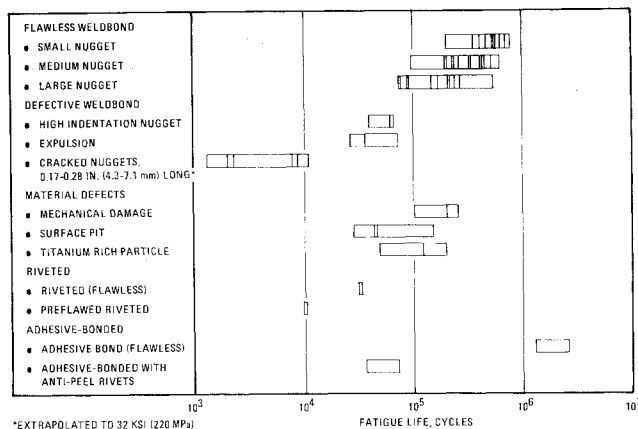 FLAWLESS WELDBOND
• SMALL NUGGET
• MEDIUM NUGGET
• LARGE NUGGET
DEFECTIVE WELDBOND
• HIGH INDENTATION NUGGET
• EXPULSION
• CRACKED NUGGETS,
0.17-0.28 IN. (4.3-7.1 mm) LONG*
MATERIAL DEFECTS
• MECHANICAL DAMAGE
• SURFACE PIT
• TITANIUM RICH PARTICLE
RIVETED
• RIVETED (FLAWLESS)
• PREFLAWED RIVETED
ADHESIVE-BONDED
• ADHESIVE BOND (FLAWLESS)
• ADHESIVE-BONDED WITH
ANTI-PEEL RIVETS
10³ 10⁴ 10⁵ 10⁶ 10
*EXTRAPOLATED TO 32 KSI (220 MPa) FATIGUE LIFE, CYCLES